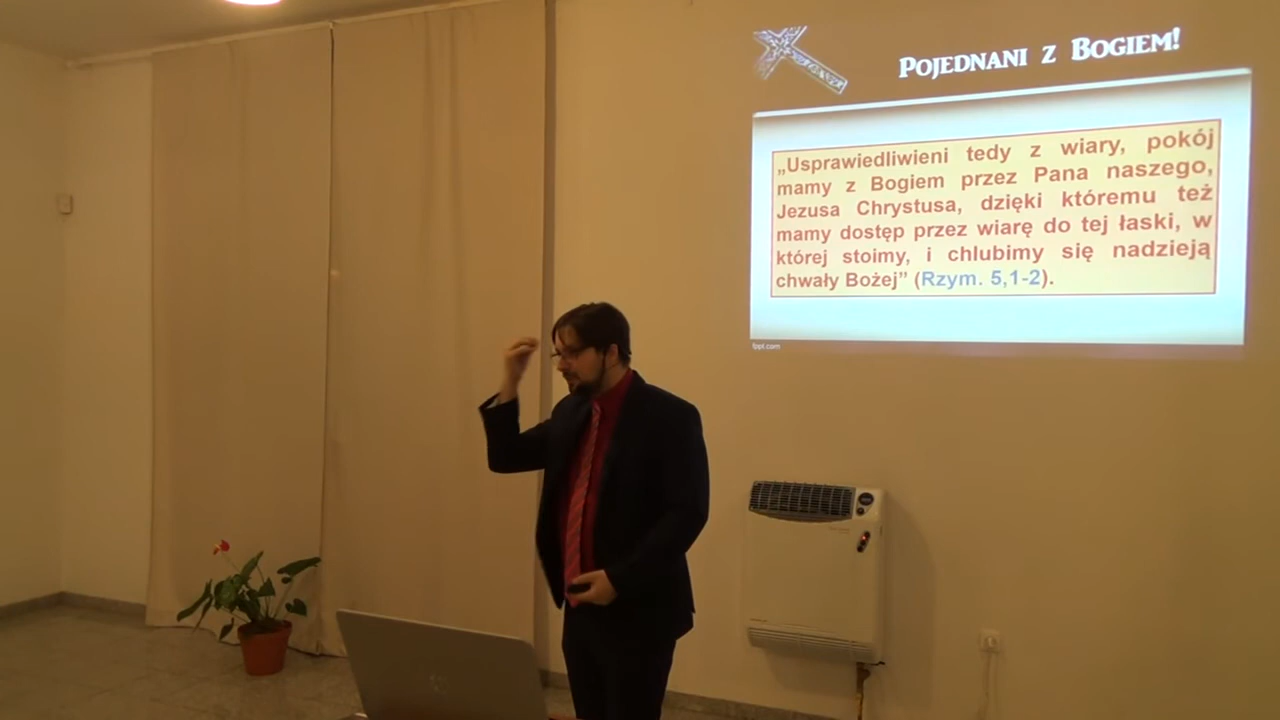 POJEDNANI Z BOGIEM!
„Usprawiedliwieni tedy z wiary, pokój
mamy z Bogiem przez Pana naszego,
Jezusa Chrystusa, dzięki któremu też
mamy dostęp przez wiarę do tej łaski, w
której stoimy, i chlubimy się nadzieją
chwały Bożej” (Rzym. 5,1-2).
fppt.com